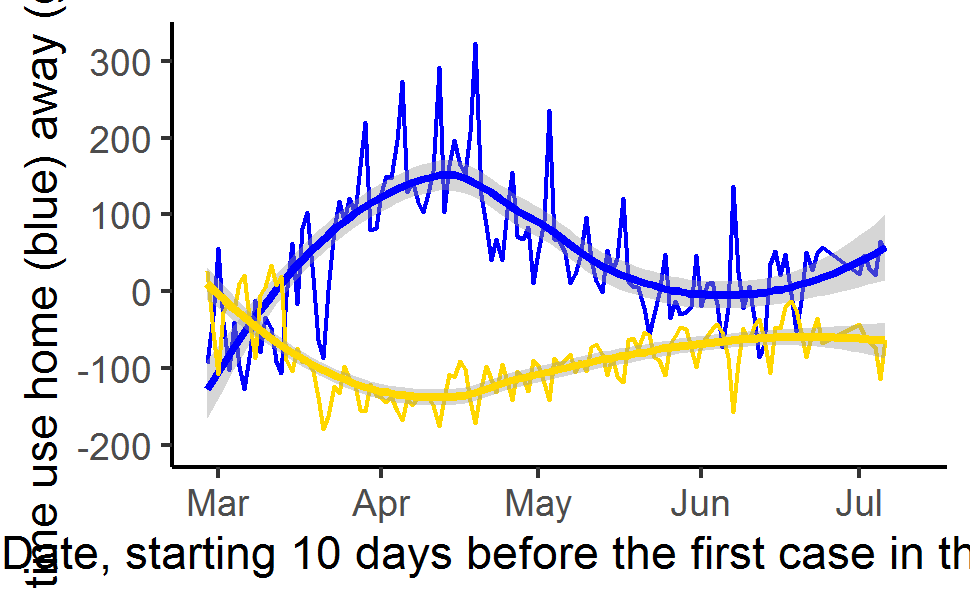 time use home (blue) away (
300
200
100
0
-100
-200
Mar Apr May Jun Jul
Date, starting 10 days before the first case in th